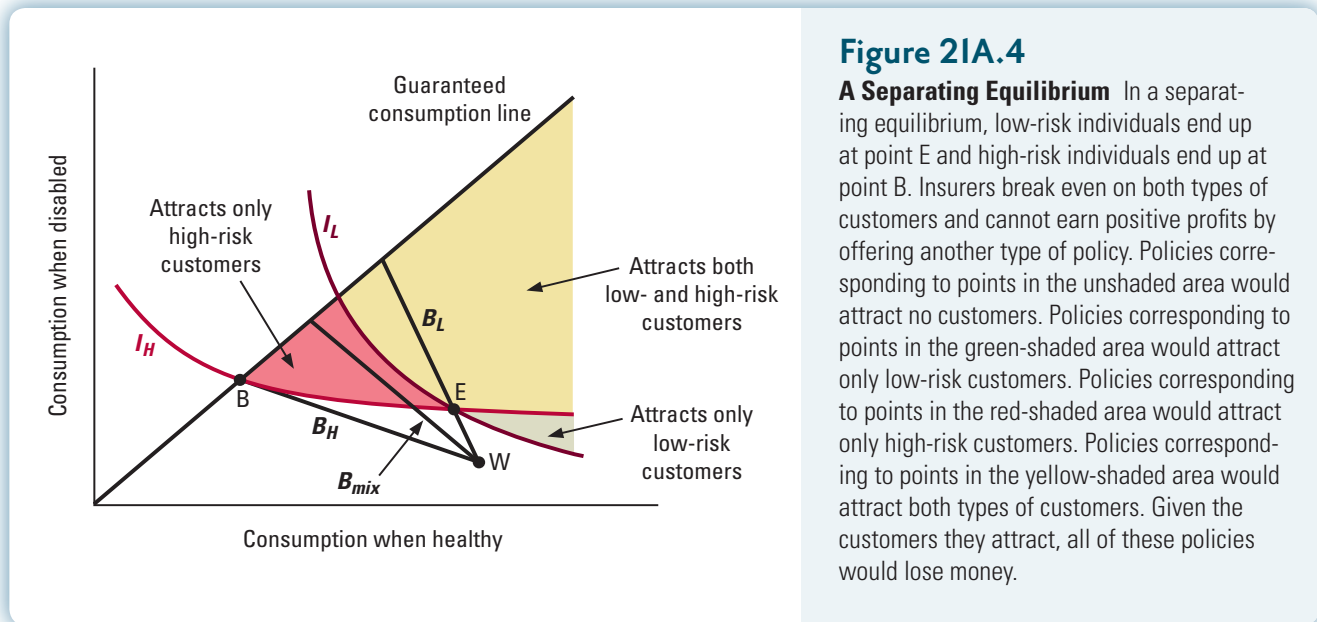 Guaranteed
consumption line
Attracts only
high-risk
customers
I_L
Attracts both
low- and high-risk
customers
B_L
I_H
B
E
Attracts only
low-risk
customers
B_H
W
B_mix
Consumption when disabled
Consumption when healthy
Figure 21A.4
A Separating Equilibrium In a separat-
ing equilibrium, low-risk individuals end up
at point E and high-risk individuals end up at
point B. Insurers break even on both types of
customers and cannot earn positive profits by
offering another type of policy. Policies corre-
sponding to points in the unshaded area would
attract no customers. Policies corresponding to
points in the green-shaded area would attract
only low-risk customers. Policies corresponding
to points in the red-shaded area would attract
only high-risk customers. Policies correspond-
ing to points in the yellow-shaded area would
attract both types of customers. Given the
customers they attract, all of these policies
would lose money.